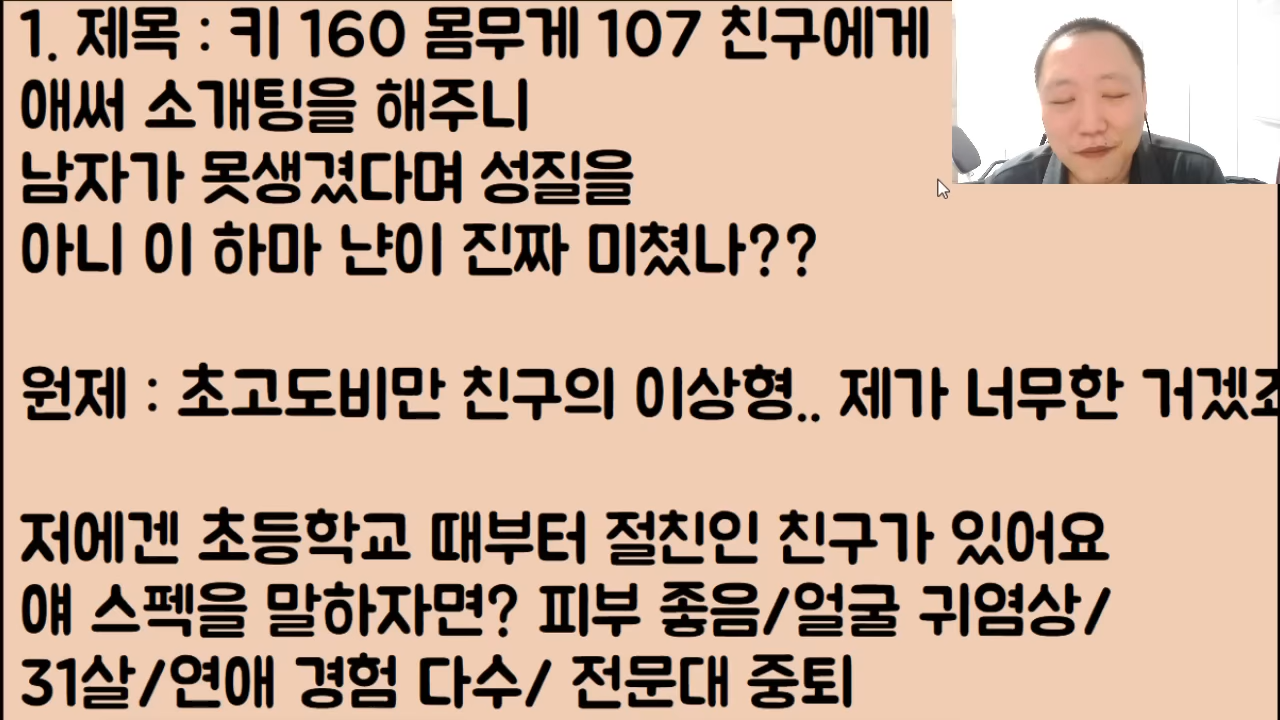 1. 제목 : 키 160 몸무게 107 친구에게
애써 소개팅을 해주니
남자가 못생겼다며 성질을
아니 이 하마 냔이 진짜 미쳤나??
원제 : 초고도비만 친구의 이상형.. 제가 너무한 거겠죠
저에겐 초등학교 때부터 절친인 친구가 있어요
얘 스펙을 말하자면? 피부 좋음/얼굴 귀염상/
31살/연애 경험 다수/ 전문대 중퇴